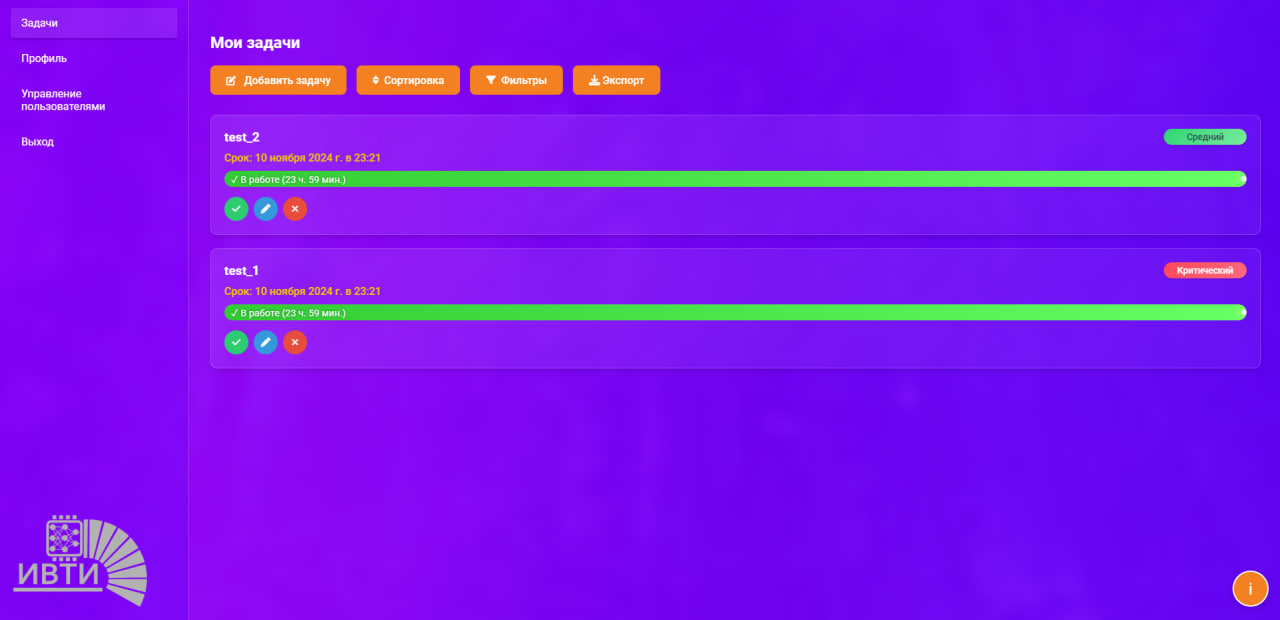 Задачи
Профиль
Управление
пользователями
Выход
ИВТИ
Мои задачи
Добавить задачу
Сортировка
Фильтры
Экспорт
test_2
Средний
Срок: 10 ноября 2024 г. в 23:21
✓ В работе (23 ч. 59 мин.)
test_1
Критический
Срок: 10 ноября 2024 г. в 23:21
✓ В работе (23 ч. 59 мин.)
i